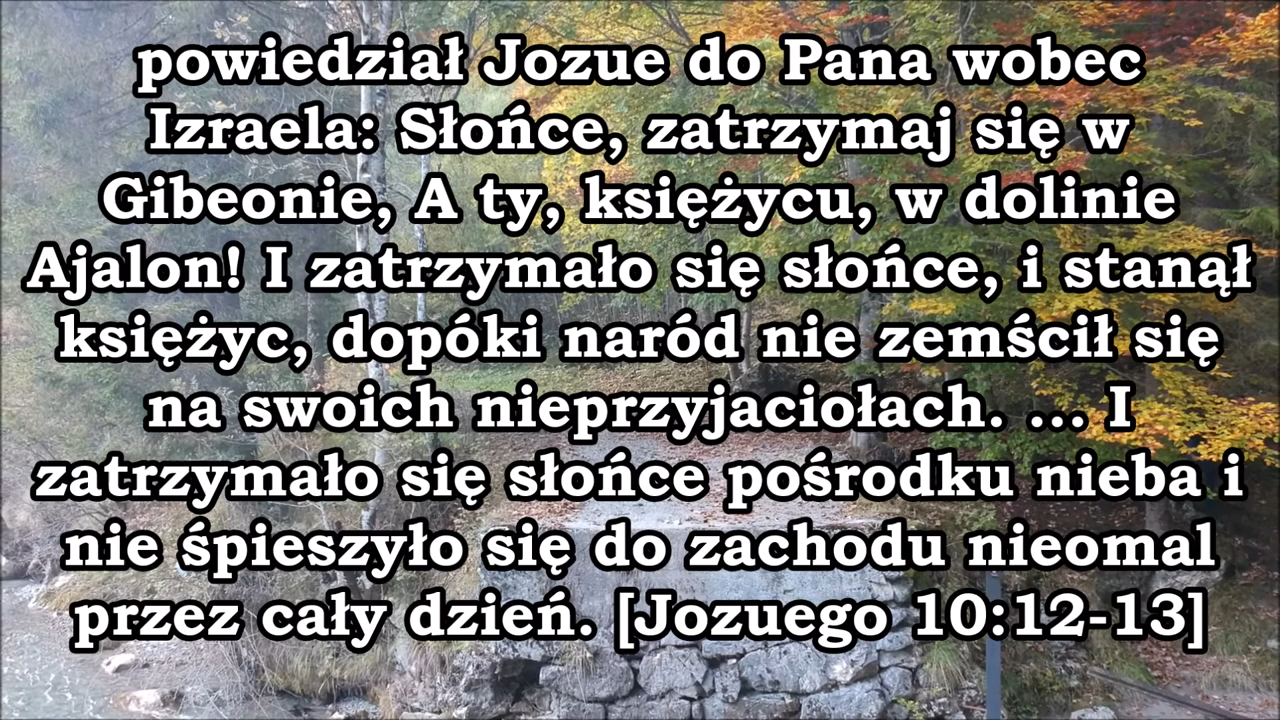 powiedział Jozue do Pana wobec
Izraela: Słońce, zatrzymaj się w
Gibeonie, A ty, księżycu, w dolinie
Ajalon! I zatrzymało się słońce, i stanął
księżyc, dopóki naród nie zemścił się
na swoich nieprzyjaciołach. ... I
zatrzymało się słońce pośrodku nieba i
nie śpieszyło się do zachodu nieomal
przez cały dzień. [Jozuego 10:12-13]